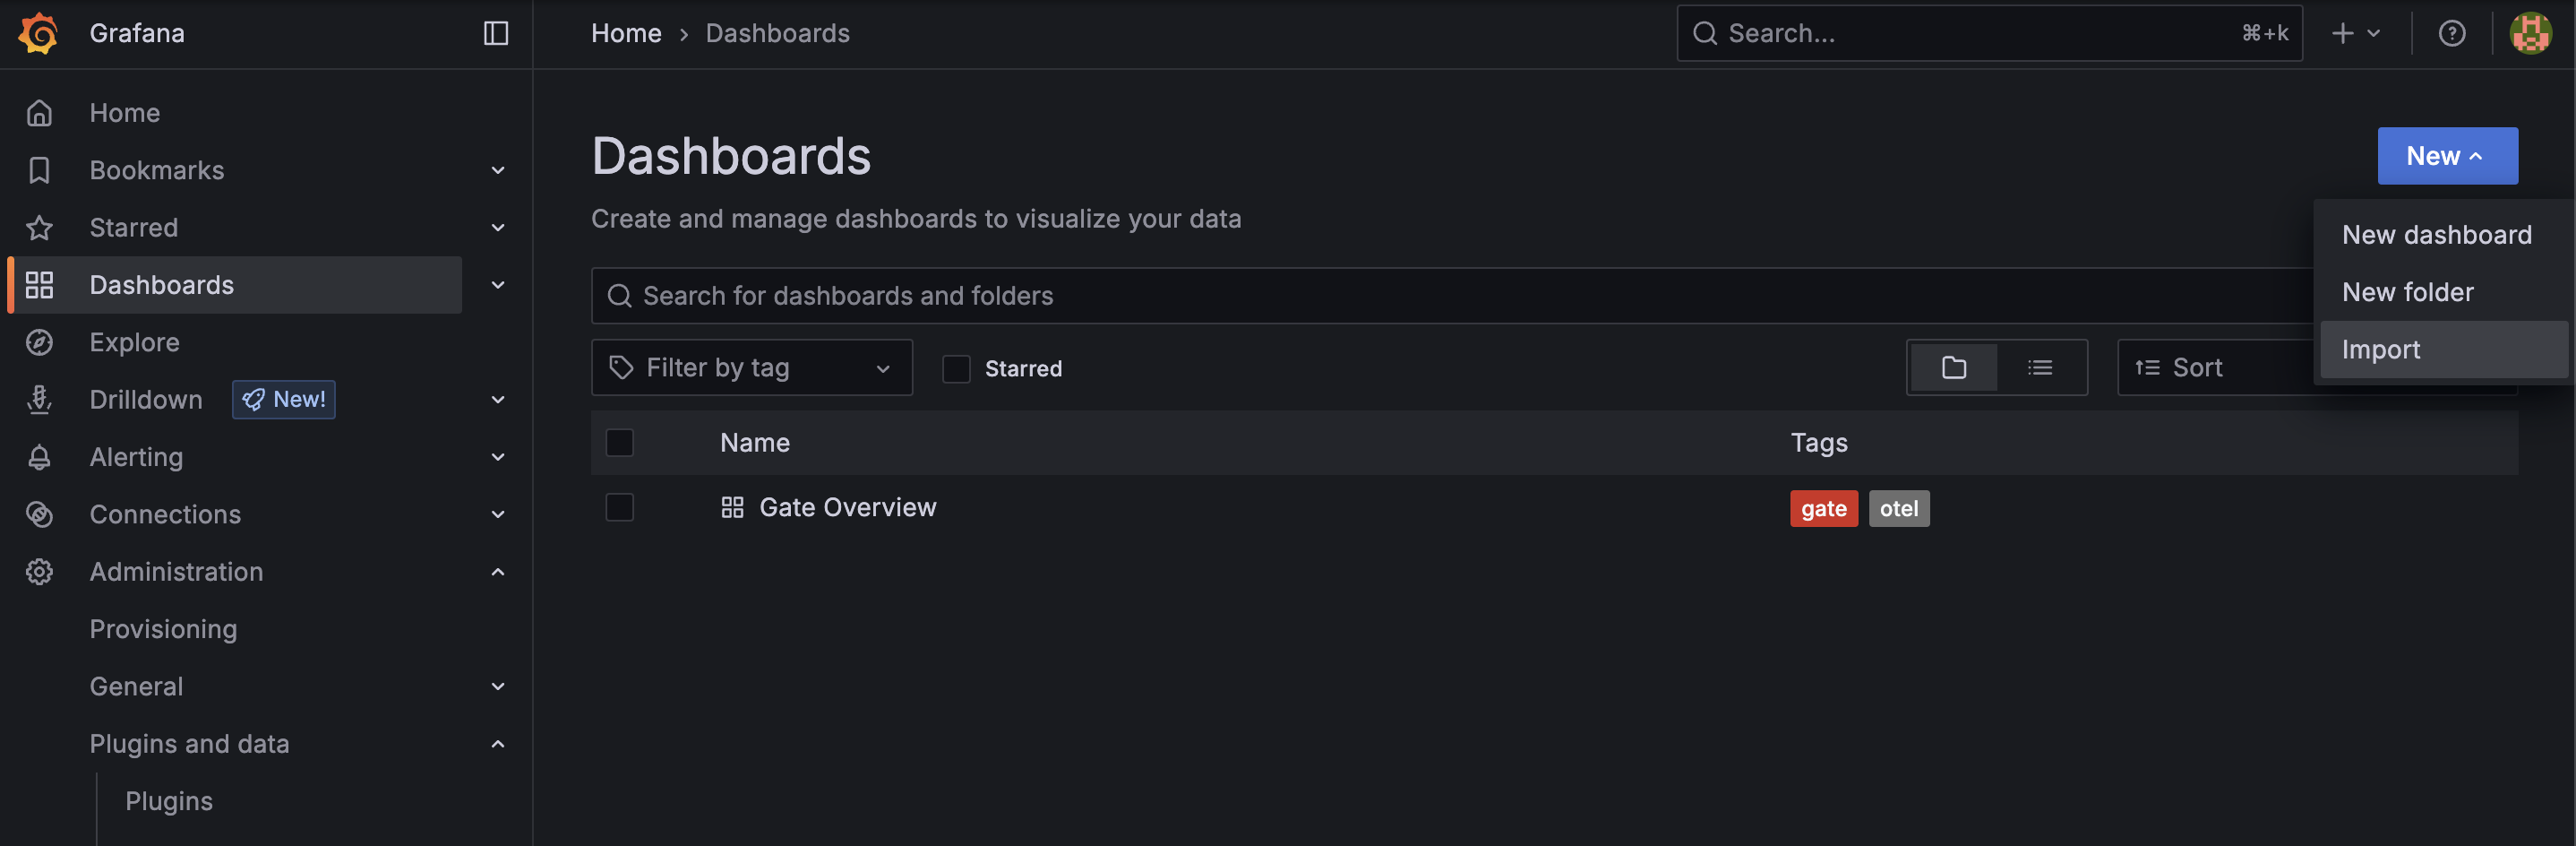 Grafana
Home
Bookmarks
Starred
Dashboards
Explore
Drilldown New!
Alerting
Connections
Administration
Provisioning
General
Plugins and data
Plugins
Home › Dashboards
Search... ⌘+k
Dashboards
New
Create and manage dashboards to visualize your data
New dashboard
New folder
Import
Search for dashboards and folders
Filter by tag
Starred
Sort
Name Tags
Gate Overview gate otel